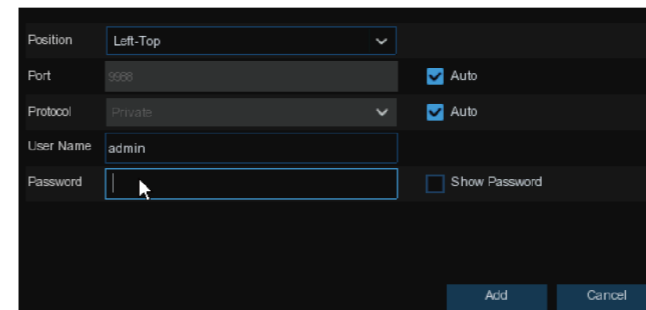 Position Left-Top
Port 9988 Auto
Protocol Private Auto
User Name admin
Password Show Password
Add Cancel